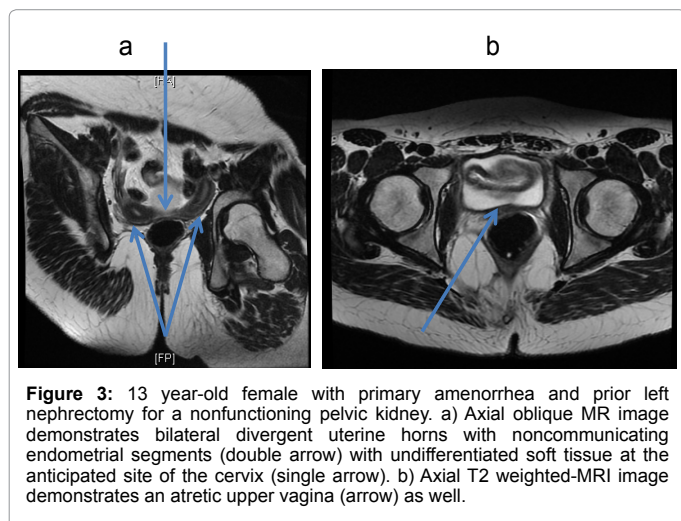 a
b
[HA]
[FP]
Figure 3: 13 year-old female with primary amenorrhea and prior left
nephrectomy for a nonfunctioning pelvic kidney. a) Axial oblique MR image
demonstrates bilateral divergent uterine horns with noncommunicating
endometrial segments (double arrow) with undifferentiated soft tissue at the
anticipated site of the cervix (single arrow). b) Axial T2 weighted-MRI image
demonstrates an atretic upper vagina (arrow) as well.